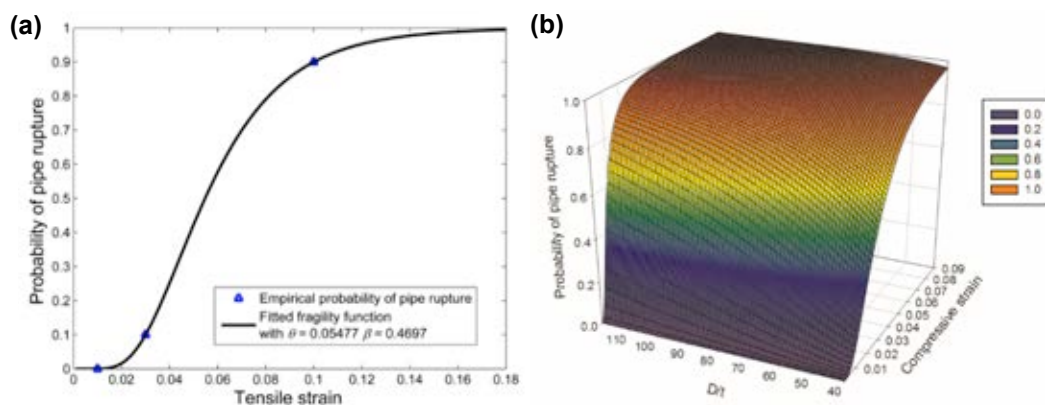 (a)
Probability of pipe rupture
1
0.9
0.8
0.7
0.6
0.5
0.4
0.3
0.2
0.1
0
Empirical probability of pipe rupture
Fitted fragility function
with θ = 0.05477 β = 0.4697
0 0.02 0.04 0.06 0.08 0.1 0.12 0.14 0.16 0.18
Tensile strain
(b)
Probability of pipe rupture
1.0
0.8
0.6
0.4
0.2
0.0
110 100 90 80 70 60 50 40
D/t
0.01
0.02
0.03
0.04
0.05
0.06
0.07
0.08
0.09
Compressive strain
0.0
0.2
0.4
0.6
0.8
1.0